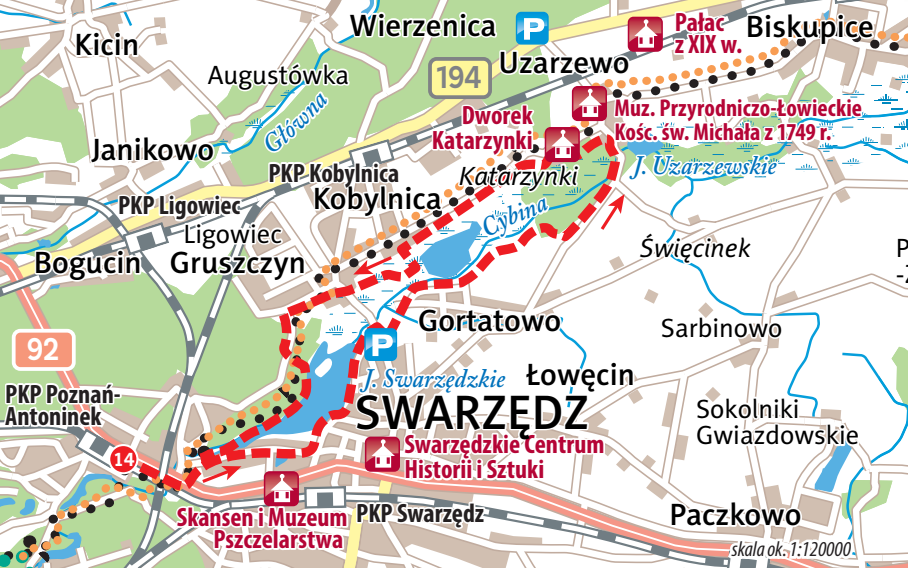 Wierzenica
P
Pałac
z XIX w.
Biskupice
Kicin
Augustówka
194
Uzarzewo
Główna
Dworek
Katarzynki
Muz. Przyrodniczo-Łowieckie
Kośc. św. Michała z 1749 r.
Janikowo
PKP Kobylnica
Katarzynki
J. Uzarzewskie
Kobylnica
PKP Ligowiec
Cybina
Ligowiec
Święcinek
P
-Z
Bogucin
Gruszczyn
Gortatowo
Sarbinowo
92
P
J. Swarzędzkie
Łowęcin
PKP Poznań-
Antoninek
SWARZĘDZ
Sokolniki
Gwiazdowskie
14
Swarzędzkie Centrum
Historii i Sztuki
Skansen i Muzeum
Pszczelarstwa
PKP Swarzędz
Paczkowo
skala ok. 1:120000